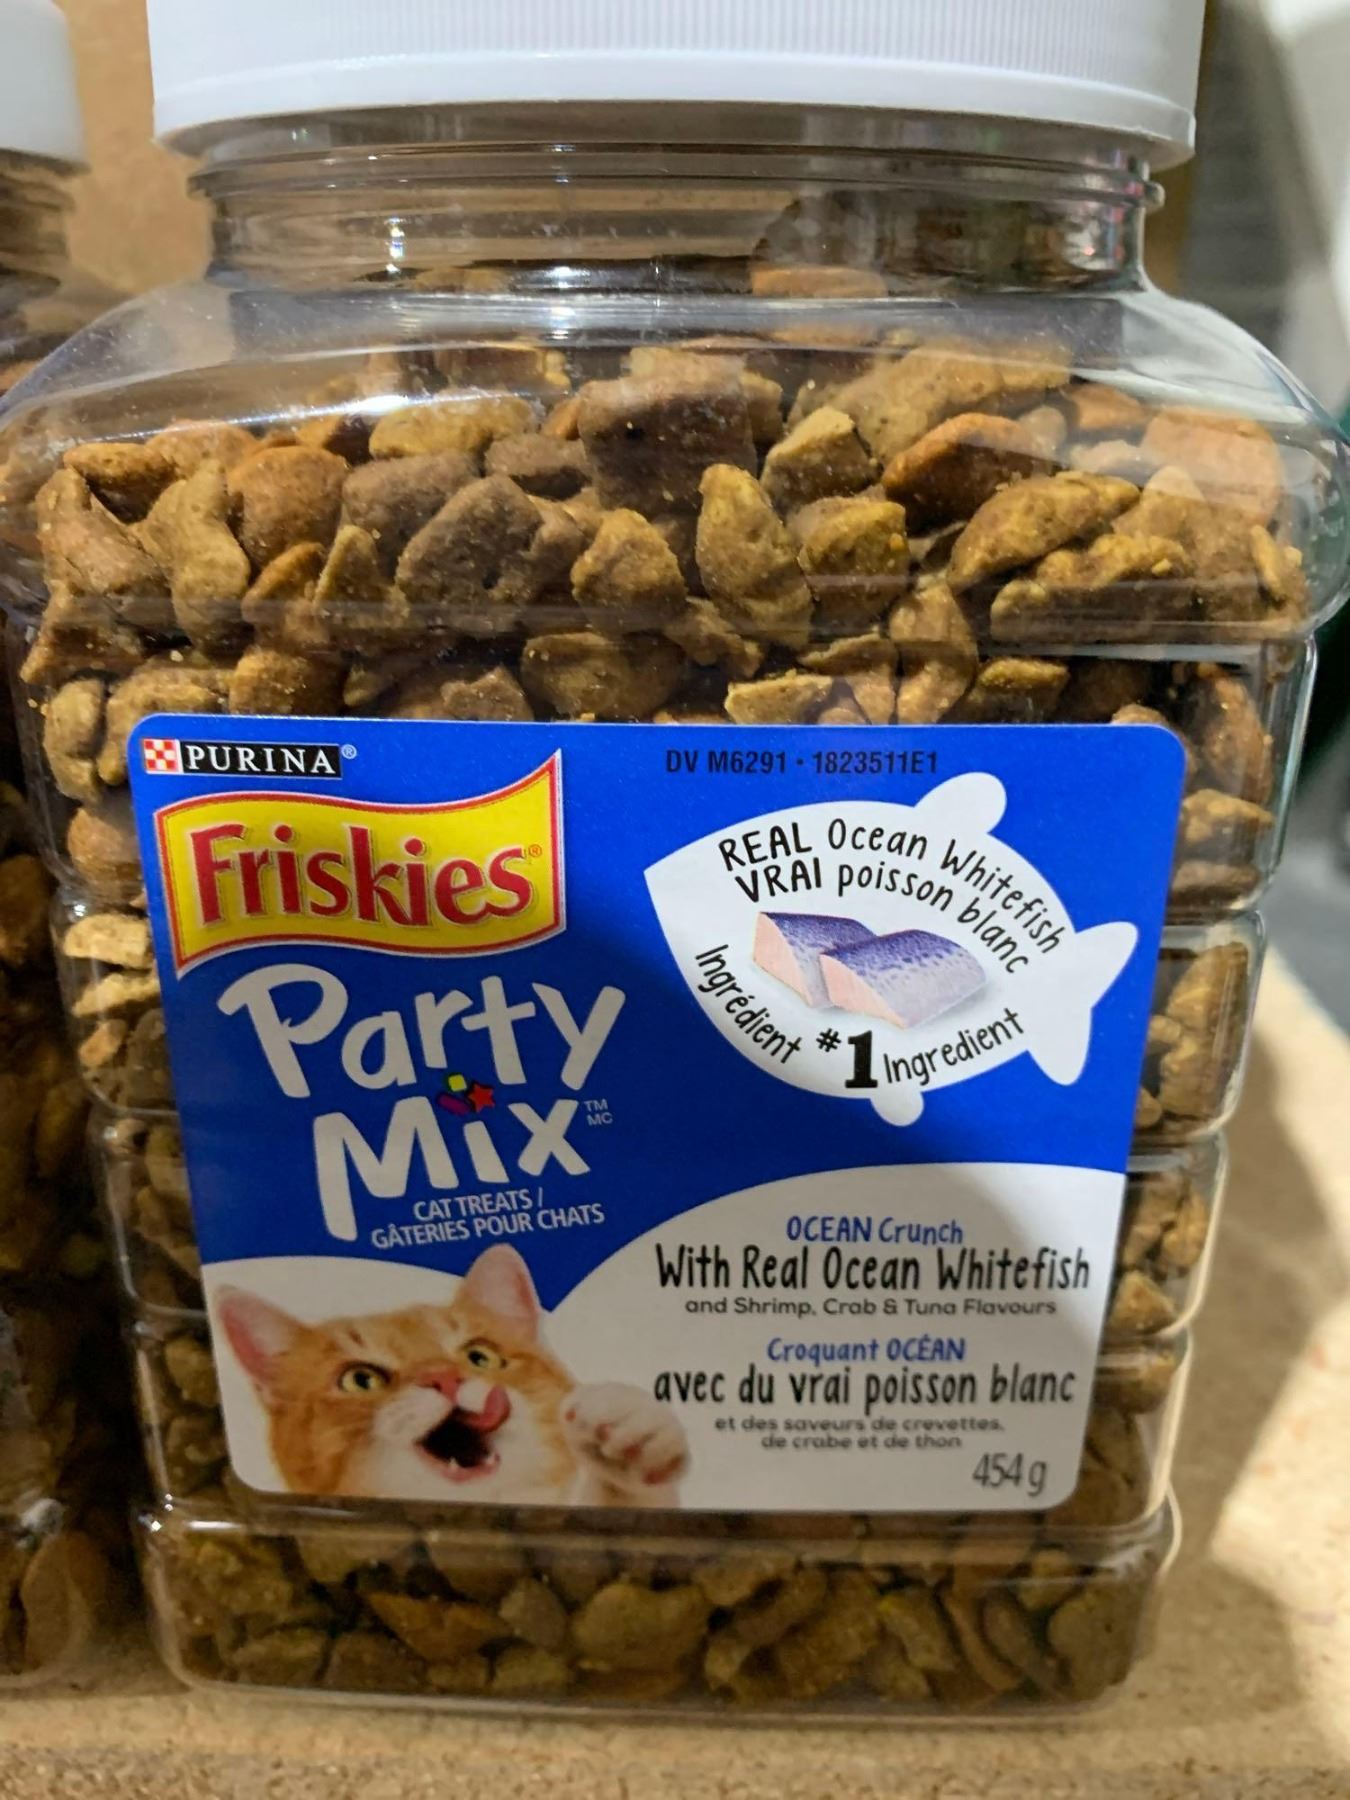 PURINA®
DV M6291 • 1823511E1
Friskies®
Party
Mix™
MC
CAT TREATS /
GÂTERIES POUR CHATS
REAL Ocean Whitefish
VRAI poisson blanc
Ingrédient #1 Ingredient
OCEAN Crunch
With Real Ocean Whitefish
and Shrimp, Crab & Tuna Flavours
Croquant OCÉAN
avec du vrai poisson blanc
et des saveurs de crevettes,
de crabe et de thon
454 g